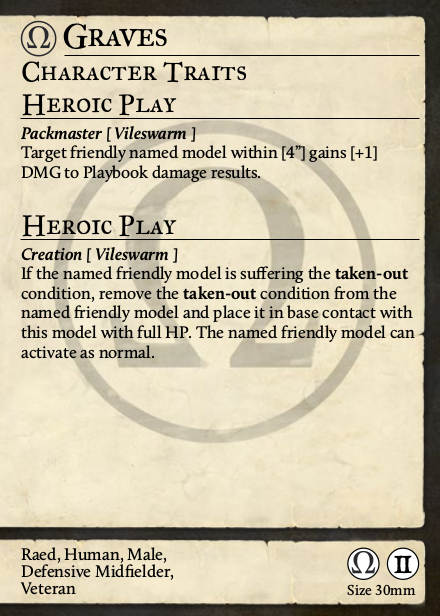 Ω Graves
Character Traits
Heroic Play
Packmaster [ Vileswarm ]
Target friendly named model within [4”] gains [+1]
DMG to Playbook damage results.
Heroic Play
Creation [ Vileswarm ]
If the named friendly model is suffering the taken-out
condition, remove the taken-out condition from the
named friendly model and place it in base contact with
this model with full HP. The named friendly model can
activate as normal.
Raed, Human, Male,
Defensive Midfielder,
Veteran
Ω II
Size 30mm